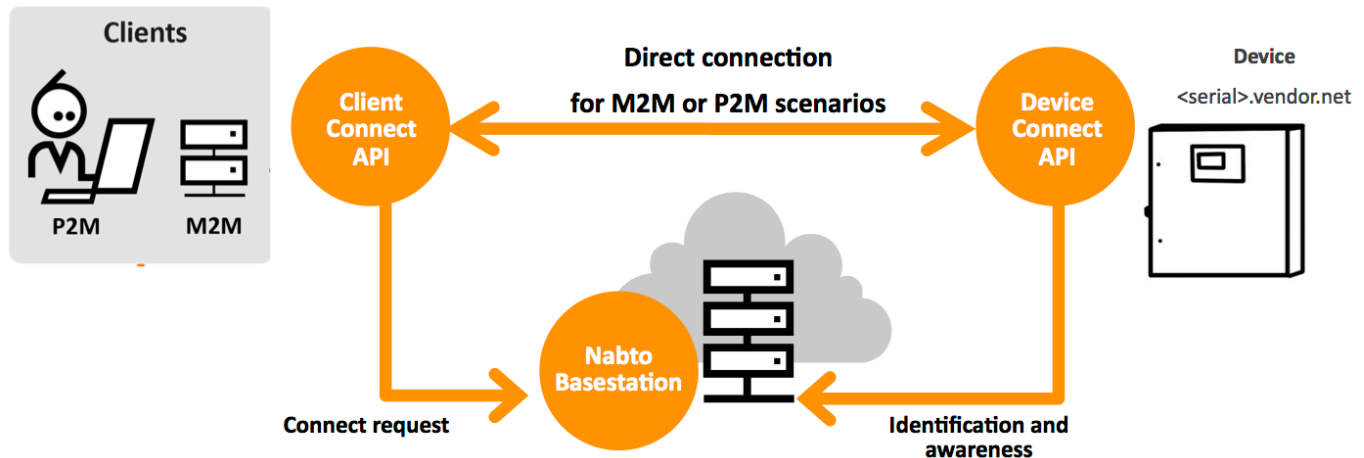 Clients
P2M
M2M
Client
Connect
API
Direct connection
for M2M or P2M scenarios
Device
Connect
API
Device
<serial>.vendor.net
Nabto
Basestation
Connect request
Identification and
awareness